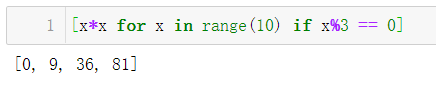 1 [x*x for x in range(10) if x%3 == 0]
[0, 9, 36, 81]